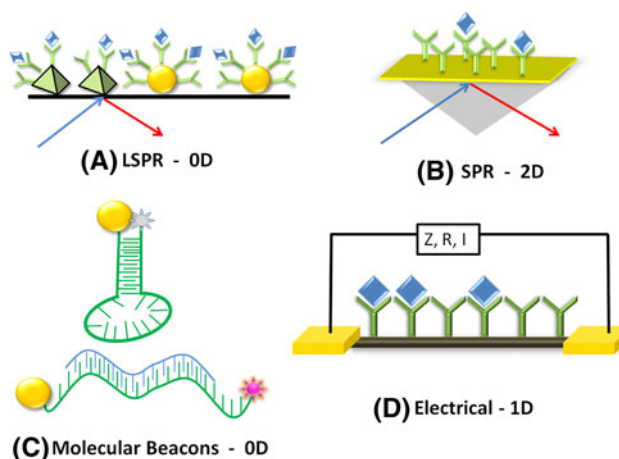 (A) LSPR - 0D
(B) SPR - 2D
Z, R, I
(C) Molecular Beacons - 0D
(D) Electrical - 1D